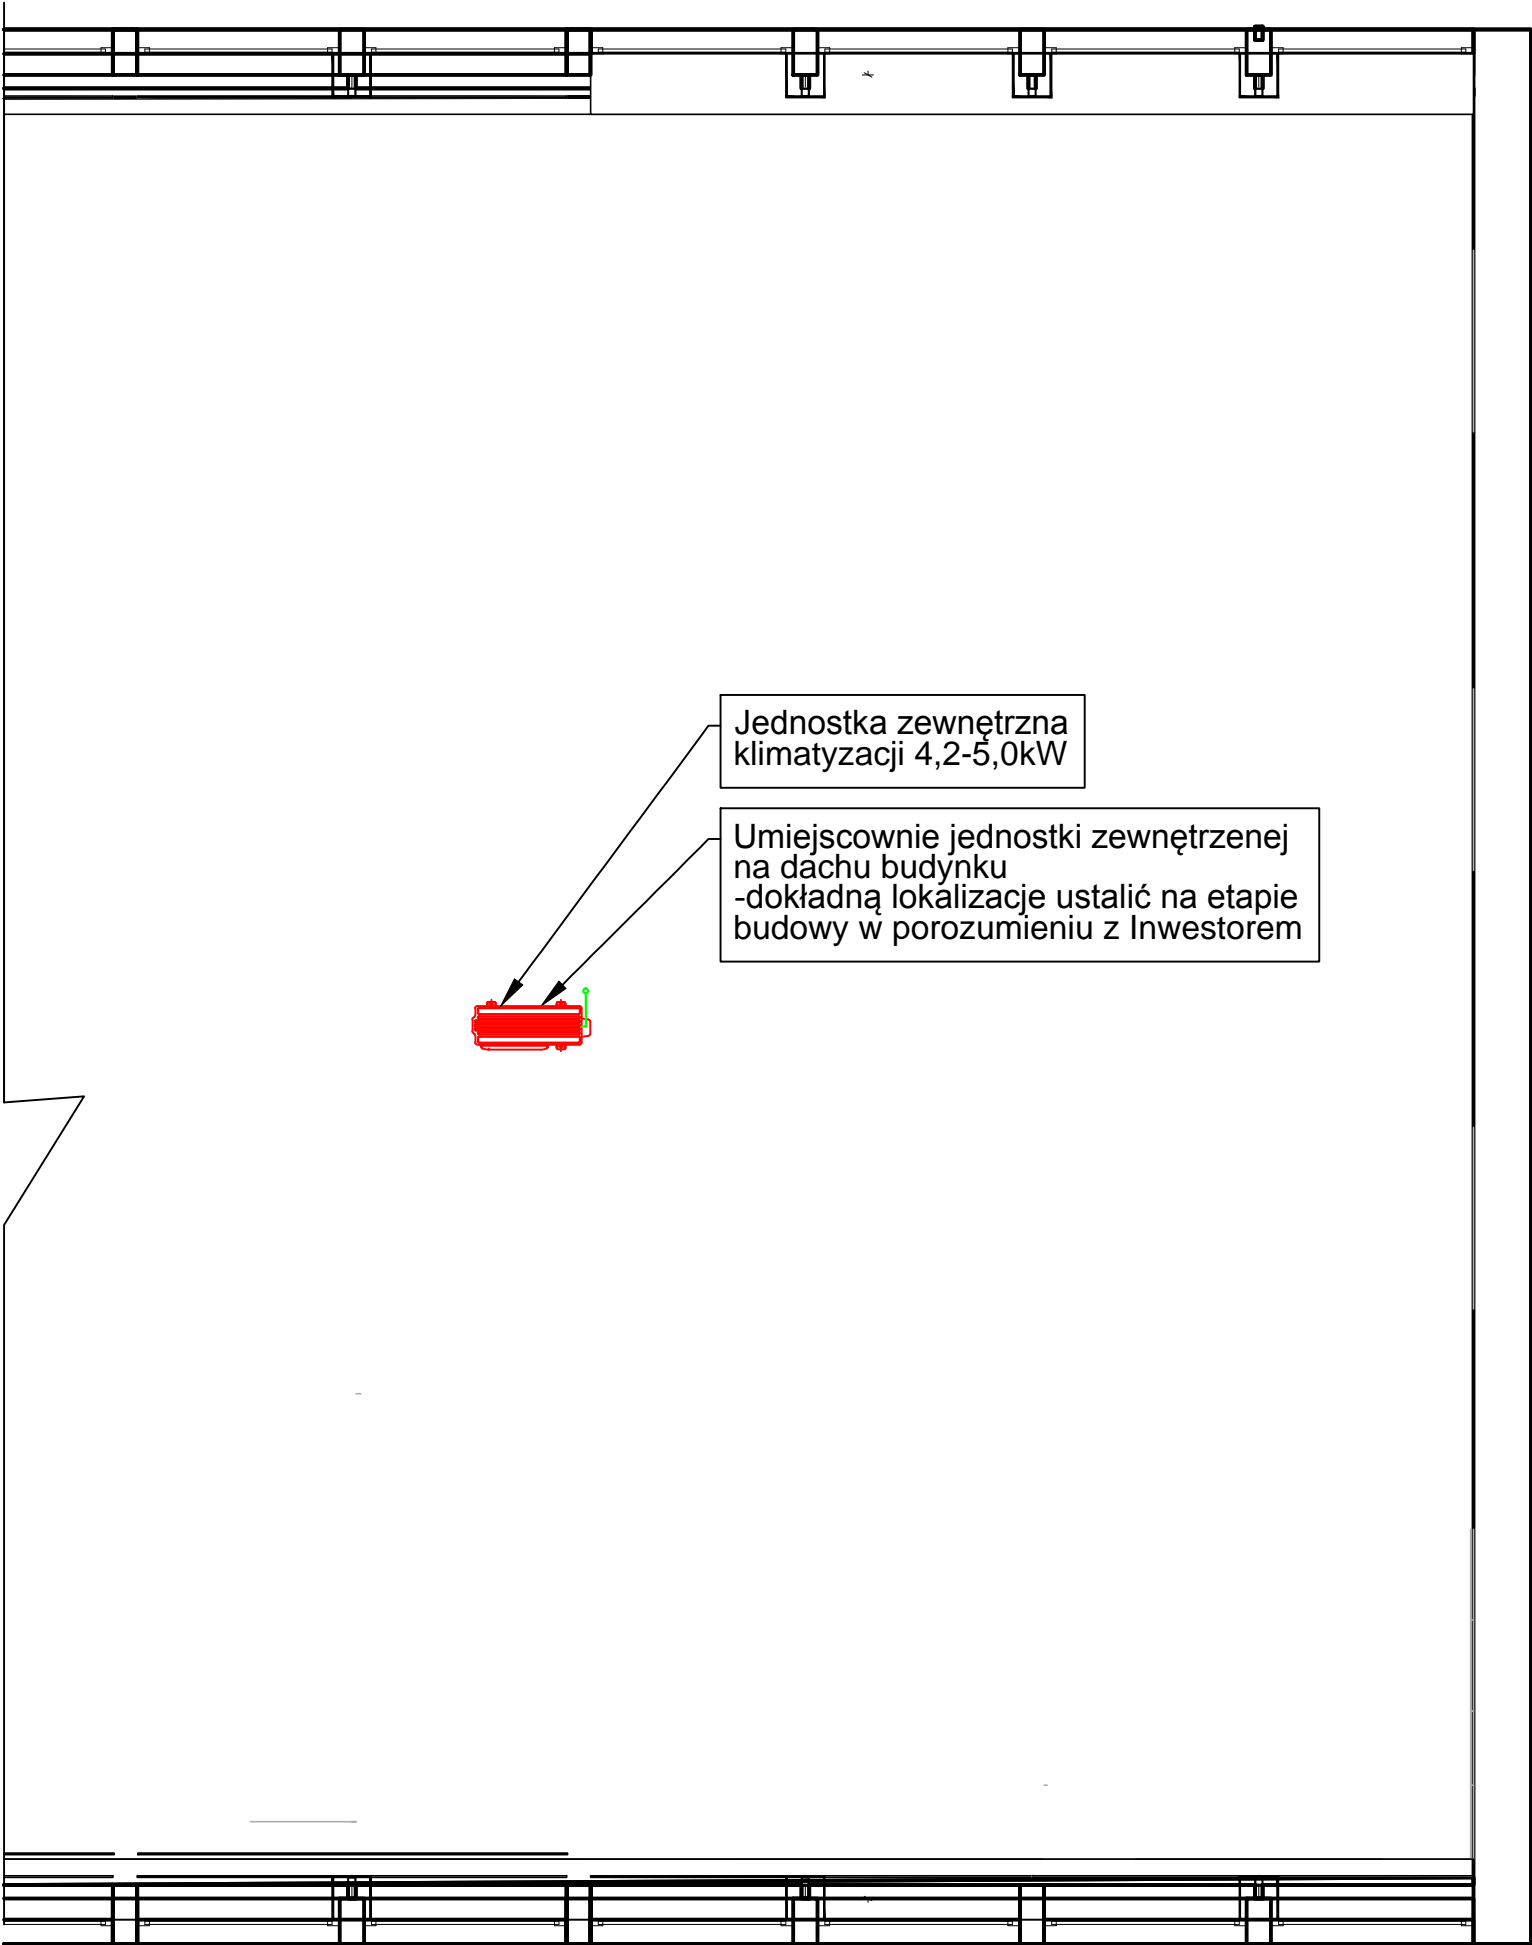 Jednostka zewnętrzna
klimatyzacji 4,2-5,0kW
Umiejscownie jednostki zewnętrzenej
na dachu budynku
-dokładną lokalizacje ustalić na etapie
budowy w porozumieniu z Inwestorem